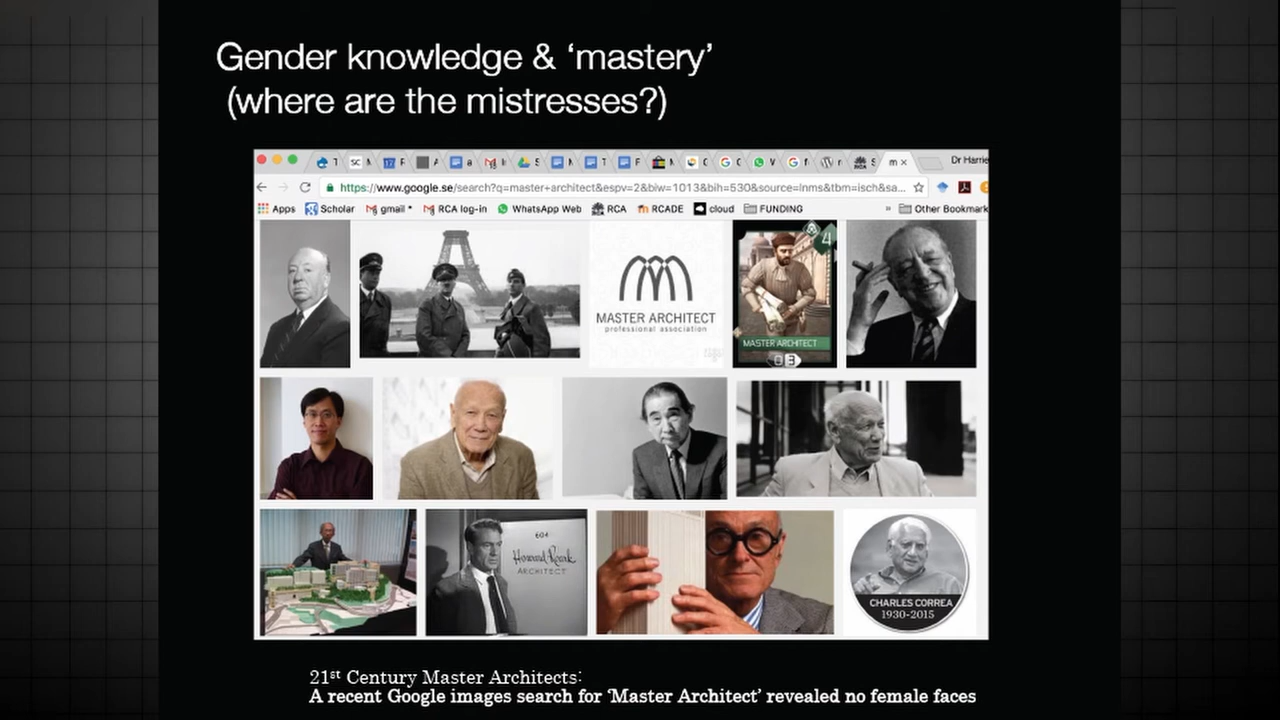 Gender knowledge & ‘mastery’
(where are the mistresses?)
Dr Harrie
https://www.google.se/search?q=master+architect&espv=2&biw=1013&bih=530&source=lnms&tbm=isch&sa...
Apps Scholar gmail * RCA log-in WhatsApp Web RCA RCADE cloud FUNDING » Other Bookmark
4
MASTER ARCHITECT
professional association
MASTER ARCHITECT
3
604
Howard Roark
ARCHITECT
CHARLES CORREA
1930-2015
21st Century Master Architects:
A recent Google images search for ‘Master Architect’ revealed no female faces